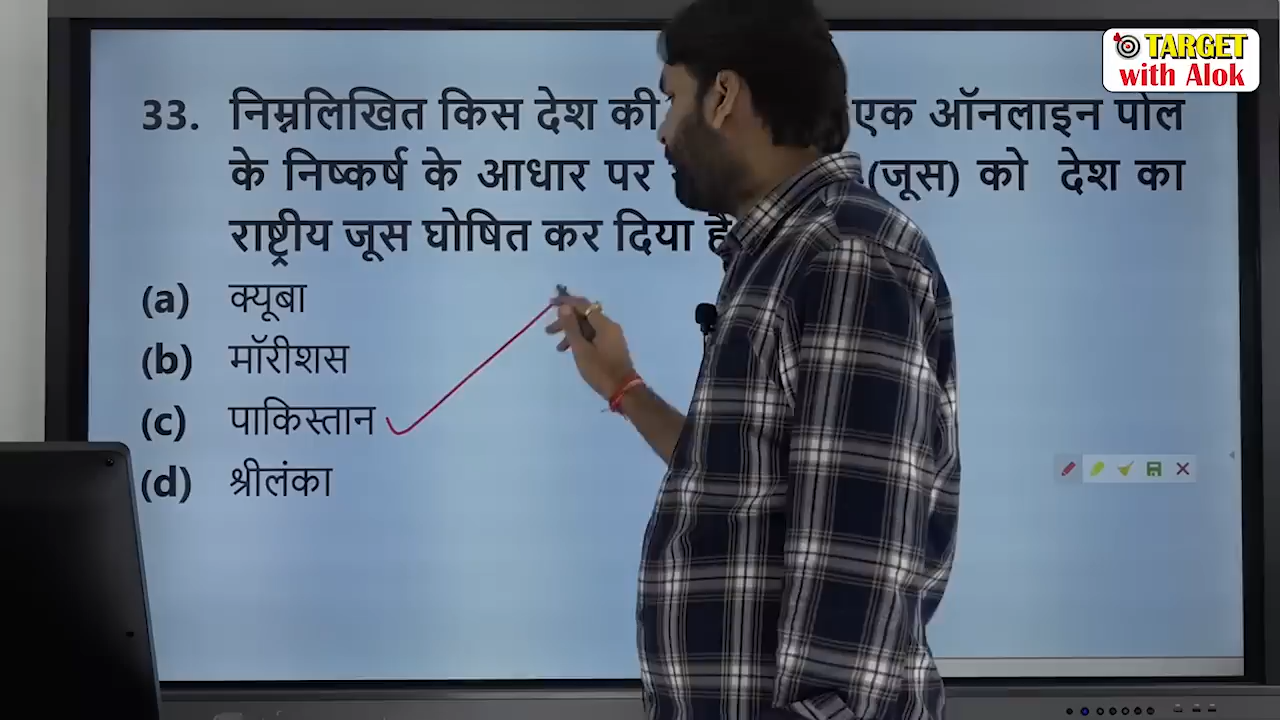 TARGET
with Alok
33. निम्नलिखित किस देश की एक ऑनलाइन पोल
के निष्कर्ष के आधार पर (जूस) को देश का
राष्ट्रीय जूस घोषित कर दिया है
(a) क्यूबा
(b) मॉरीशस
(c) पाकिस्तान
(d) श्रीलंका